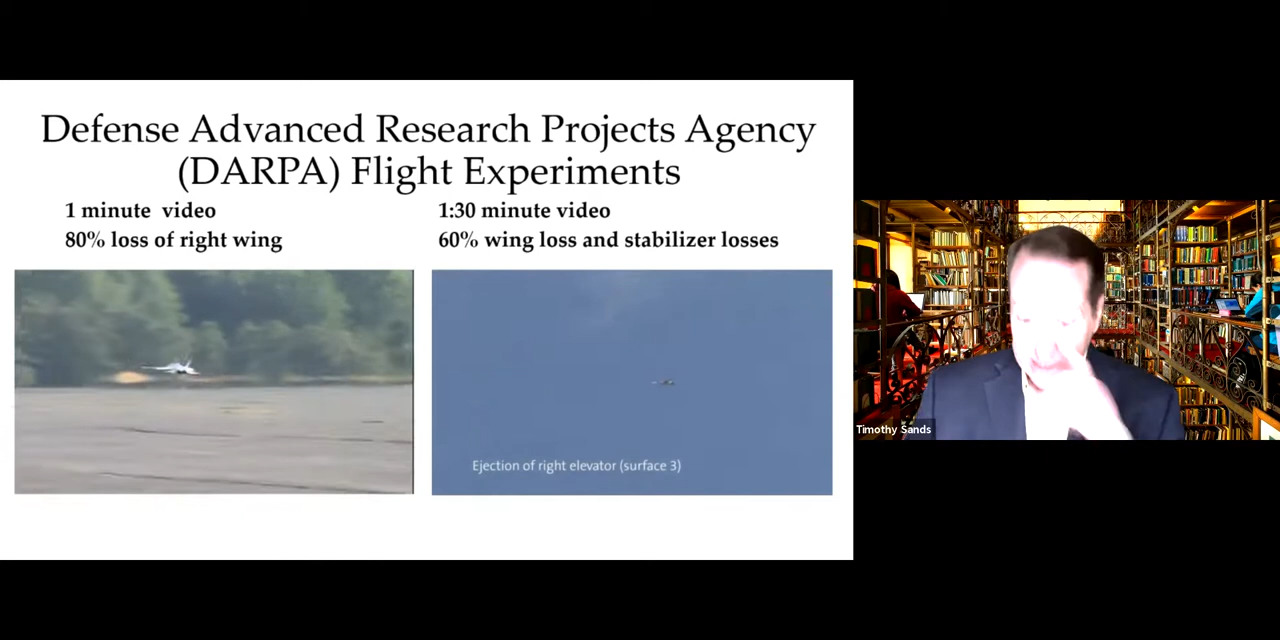 Defense Advanced Research Projects Agency
(DARPA) Flight Experiments
1 minute  video
80% loss of right wing
1:30 minute video
60% wing loss and stabilizer losses
Ejection of right elevator (surface 3)
Timothy Sands